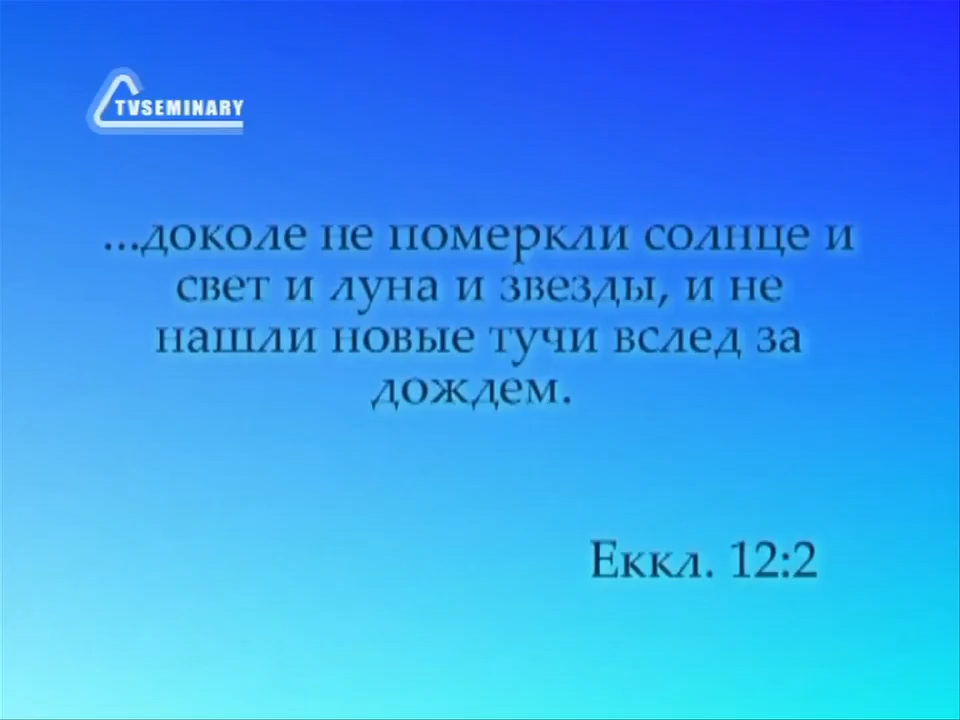 TVSEMINARY
...доколе не померкли солнце и
свет и луна и звезды, и не
нашли новые тучи вслед за
дождем.
Еккл. 12:2